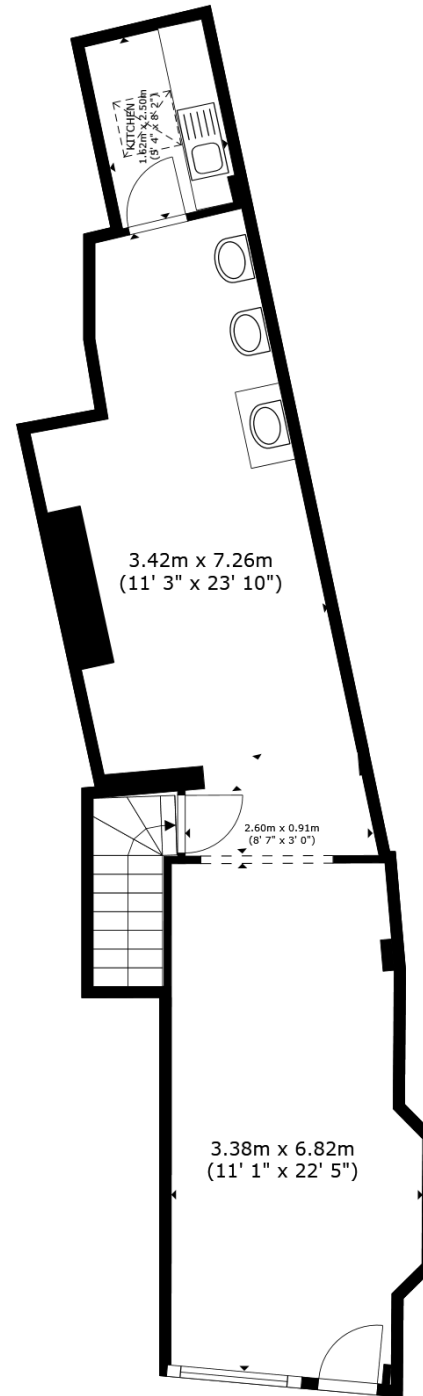 KITCHEN
1.62m x 2.50m
(5' 4" x 8' 2")
3.42m x 7.26m
(11' 3" x 23' 10")
2.60m x 0.91m
(8' 7" x 3' 0")
3.38m x 6.82m
(11' 1" x 22' 5")